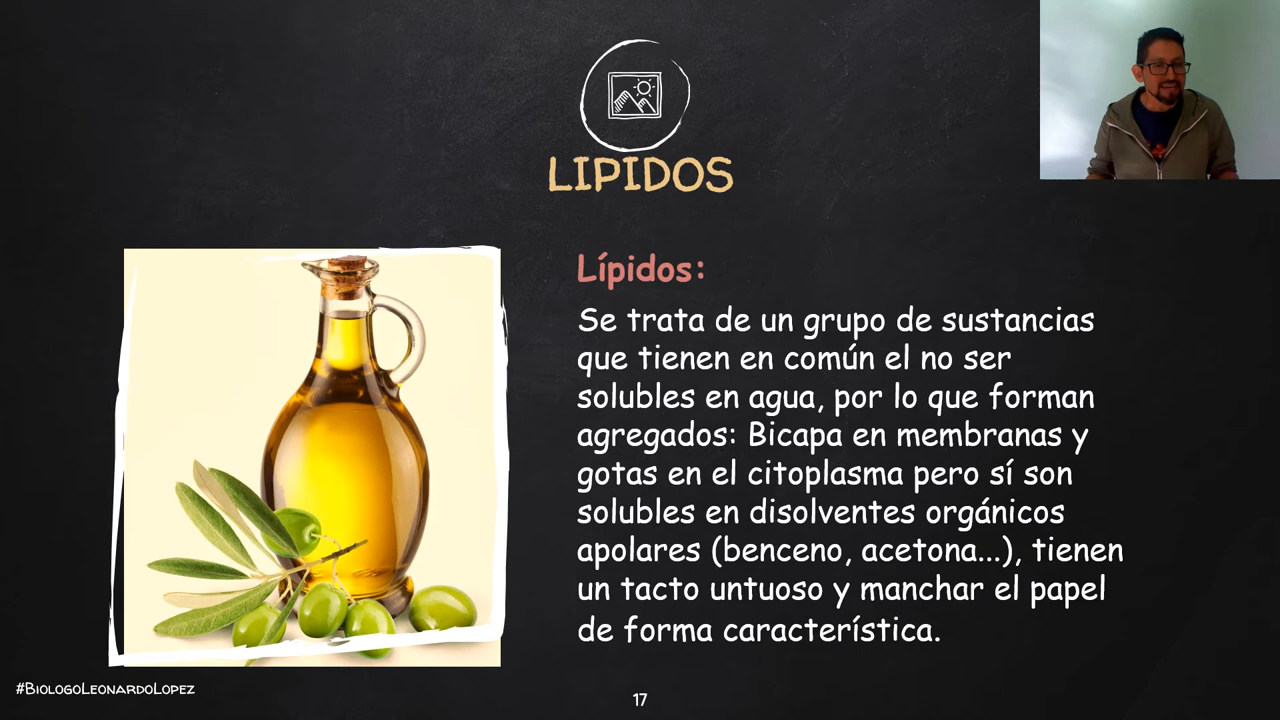 LIPIDOS
Lípidos:
Se trata de un grupo de sustancias
que tienen en común el no ser
solubles en agua, por lo que forman
agregados: Bicapa en membranas y
gotas en el citoplasma pero sí son
solubles en disolventes orgánicos
apolares (benceno, acetona...), tienen
un tacto untuoso y manchar el papel
de forma característica.
#BiologoLeonardoLopez
17